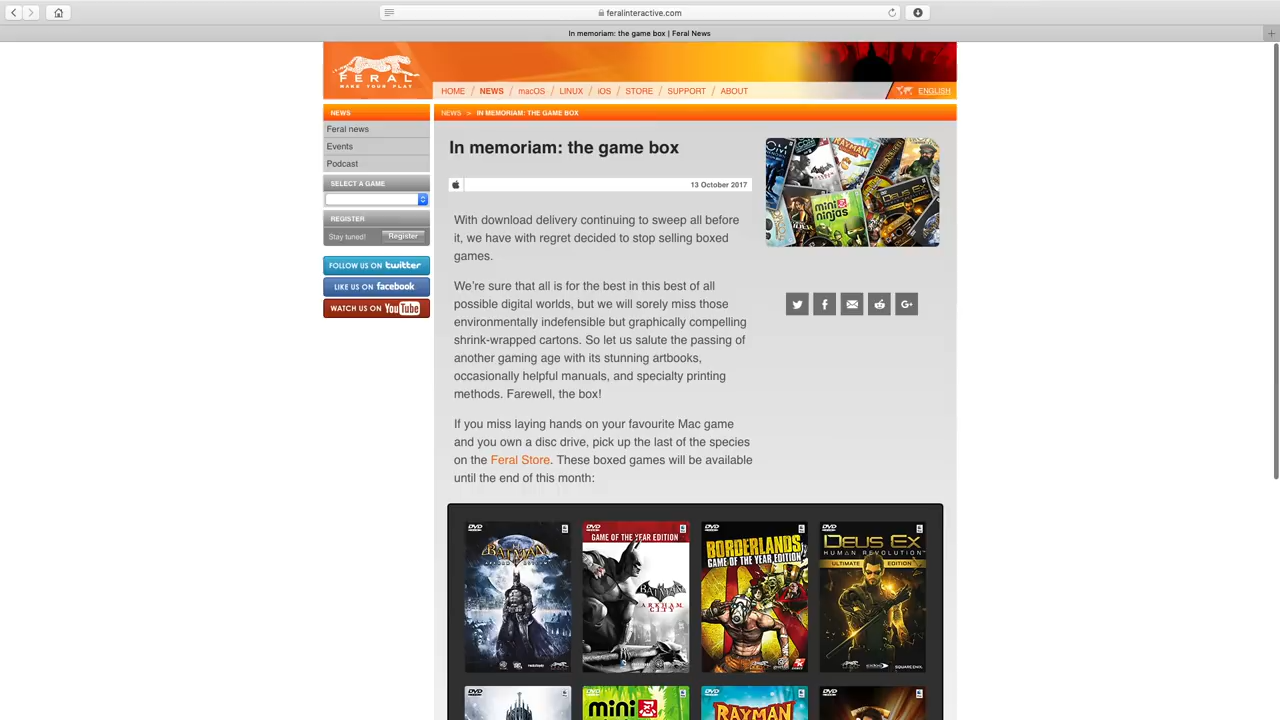 feralinteractive.com
In memoriam: the game box | Feral News
FERAL
MAKE YOUR PLAY
HOME / NEWS / macOS / LINUX / iOS / STORE / SUPPORT / ABOUT
ENGLISH
NEWS
Feral news
Events
Podcast
SELECT A GAME
REGISTER
Stay tuned!
Register
FOLLOW US ON twitter
LIKE US ON facebook
WATCH US ON YouTube
NEWS > IN MEMORIAM: THE GAME BOX
In memoriam: the game box
13 October 2017
With download delivery continuing to sweep all before
it, we have with regret decided to stop selling boxed
games.
We’re sure that all is for the best in this best of all
possible digital worlds, but we will sorely miss those
environmentally indefensible but graphically compelling
shrink-wrapped cartons. So let us salute the passing of
another gaming age with its stunning artbooks,
occasionally helpful manuals, and specialty printing
methods. Farewell, the box!
If you miss laying hands on your favourite Mac game
and you own a disc drive, pick up the last of the species
on the Feral Store. These boxed games will be available
until the end of this month:
RAYMAN
mini
ninjas
DEUS EX
G+
DVD
BATMAN
ARKHAM ASYLUM
DVD
GAME OF THE YEAR EDITION
BATMAN
ARKHAM
CITY
DVD
BORDERLANDS
GAME OF THE YEAR EDITION
2K
DVD
DEUS EX
HUMAN REVOLUTION
ULTIMATE EDITION
SQUARE ENIX
DVD
DVD
mini
DVD
RAYMAN
DVD